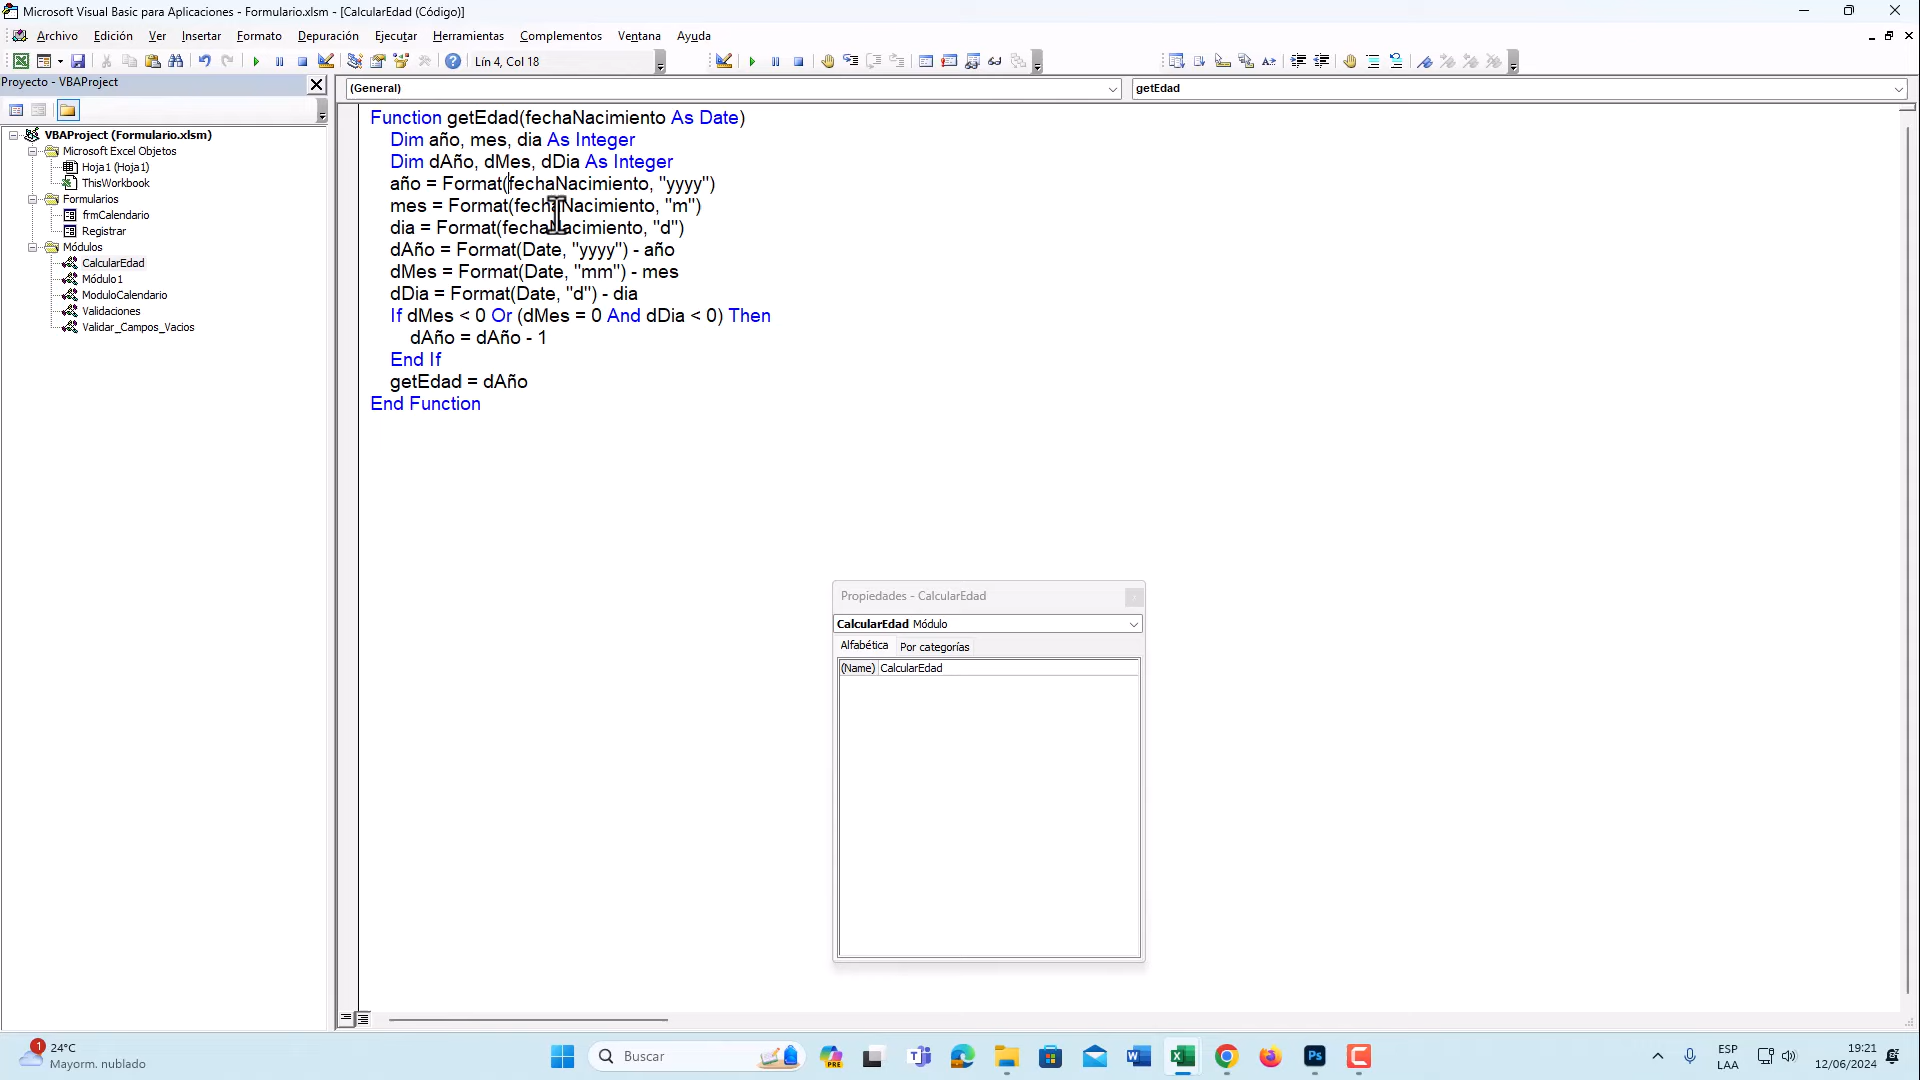 Microsoft Visual Basic para Aplicaciones - Formulario.xlsm - [CalcularEdad (Código)]
Archivo Edición Ver Insertar Formato Depuración Ejecutar Herramientas Complementos Ventana Ayuda
Lín 4, Col 18
Proyecto - VBAProject
(General)
getEdad
VBAProject (Formulario.xlsm)
Microsoft Excel Objetos
Hoja1 (Hoja1)
ThisWorkbook
Formularios
frmCalendario
Registrar
Módulos
CalcularEdad
Módulo1
ModuloCalendario
Validaciones
Validar_Campos_Vacios
Function getEdad(fechaNacimiento As Date)
Dim año, mes, dia As Integer
Dim dAño, dMes, dDia As Integer
año = Format(fechaNacimiento, "yyyy")
mes = Format(fechaNacimiento, "m")
dia = Format(fechaNacimiento, "d")
dAño = Format(Date, "yyyy") - año
dMes = Format(Date, "mm") - mes
dDia = Format(Date, "d") - dia
If dMes < 0 Or (dMes = 0 And dDia < 0) Then
dAño = dAño - 1
End If
getEdad = dAño
End Function
Propiedades - CalcularEdad
CalcularEdad Módulo
Alfabética Por categorías
(Name) CalcularEdad
1
24°C
Mayorm. nublado
Buscar
PRE
ESP
LAA
19:21
12/06/2024